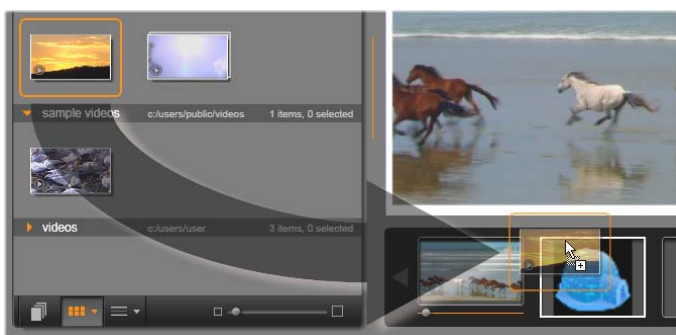 sample videos c:/users/public/videos 1 items, 0 selected
videos c:/users/user 3 items, 0 selected